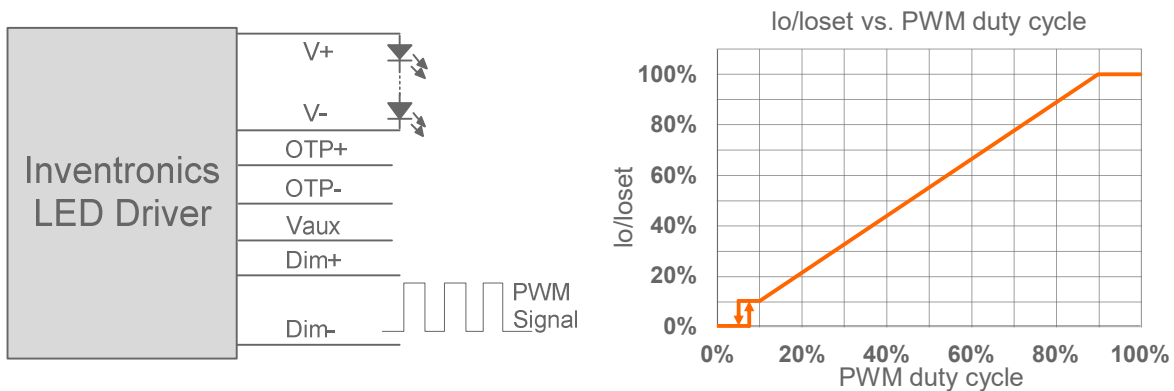 Inventronics
LED Driver
V+
V-
OTP+
OTP-
Vaux
Dim+
Dim-
PWM
Signal
Io/Ioset vs. PWM duty cycle
Io/Ioset
100%
80%
60%
40%
20%
0%
0% 20% 40% 60% 80% 100%
PWM duty cycle